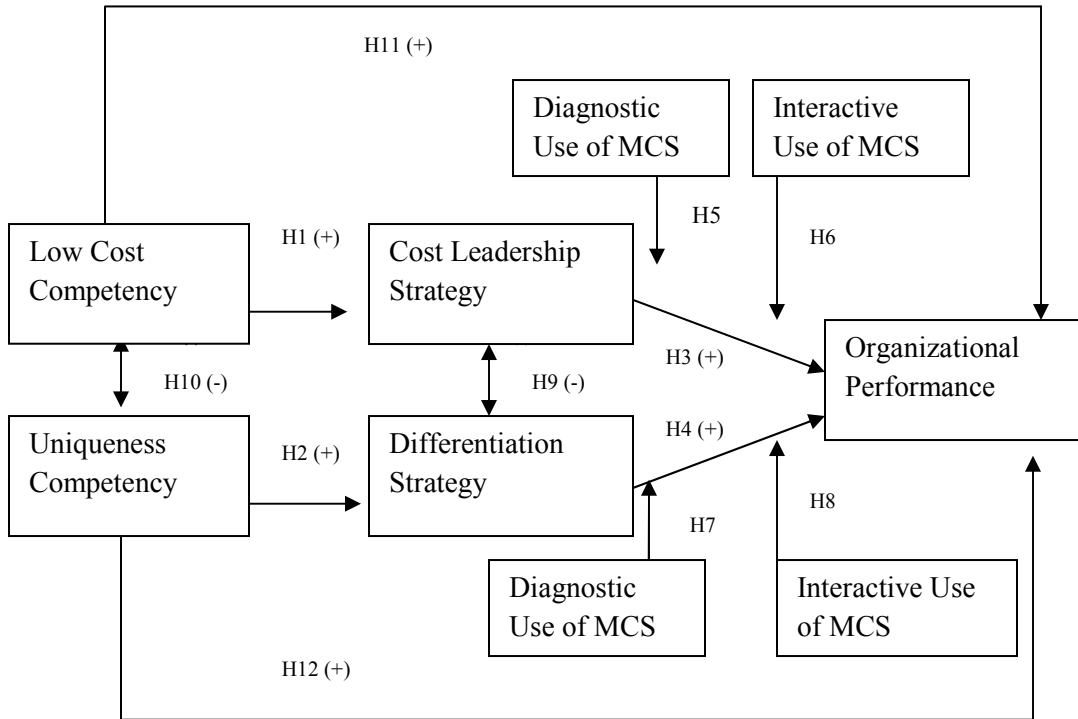 H11 (+)
Diagnostic
Use of MCS
Interactive
Use of MCS
H5
H6
Low Cost
Competency
H1 (+)
Cost Leadership
Strategy
H3 (+)
Organizational
Performance
H10 (-)
H9 (-)
Uniqueness
Competency
H2 (+)
Differentiation
Strategy
H4 (+)
H7
H8
Diagnostic
Use of MCS
Interactive Use
of MCS
H12 (+)